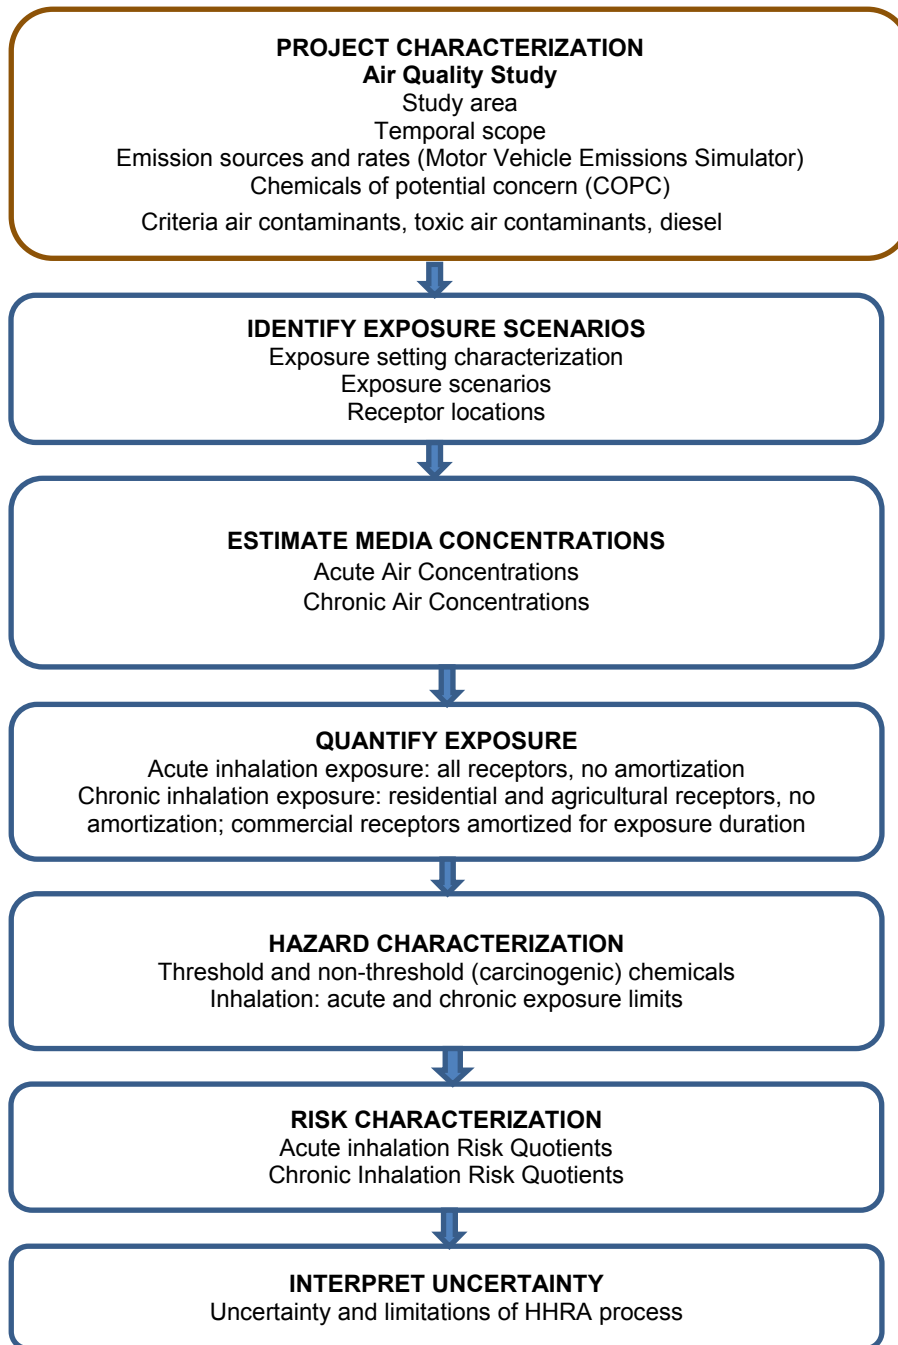 PROJECT CHARACTERIZATION
Air Quality Study
Study area
Temporal scope
Emission sources and rates (Motor Vehicle Emissions Simulator)
Chemicals of potential concern (COPC)
Criteria air contaminants, toxic air contaminants, diesel
IDENTIFY EXPOSURE SCENARIOS
Exposure setting characterization
Exposure scenarios
Receptor locations
ESTIMATE MEDIA CONCENTRATIONS
Acute Air Concentrations
Chronic Air Concentrations
QUANTIFY EXPOSURE
Acute inhalation exposure: all receptors, no amortization
Chronic inhalation exposure: residential and agricultural receptors, no
amortization; commercial receptors amortized for exposure duration
HAZARD CHARACTERIZATION
Threshold and non-threshold (carcinogenic) chemicals
Inhalation: acute and chronic exposure limits
RISK CHARACTERIZATION
Acute inhalation Risk Quotients
Chronic Inhalation Risk Quotients
INTERPRET UNCERTAINTY
Uncertainty and limitations of HHRA process